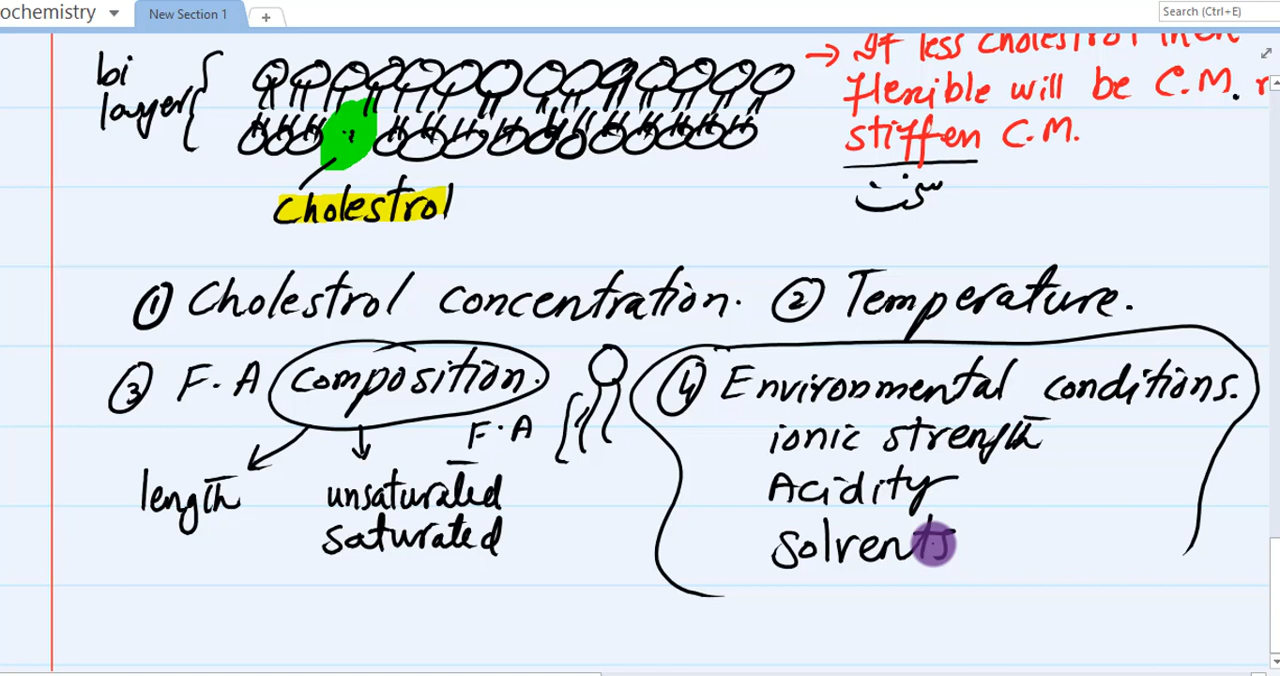 ochemistry
New Section 1
+
Search (Ctrl+E)
bi
layer
→ If less cholestrol then
flexible will be C.M.
stiffen C.M.
سخت
Cholestrol
① Cholestrol concentration. ② Temperature.
③ F.A composition.
F.A
length
unsaturated
saturated
④ Environmental conditions.
ionic strength
Acidity
Solvents